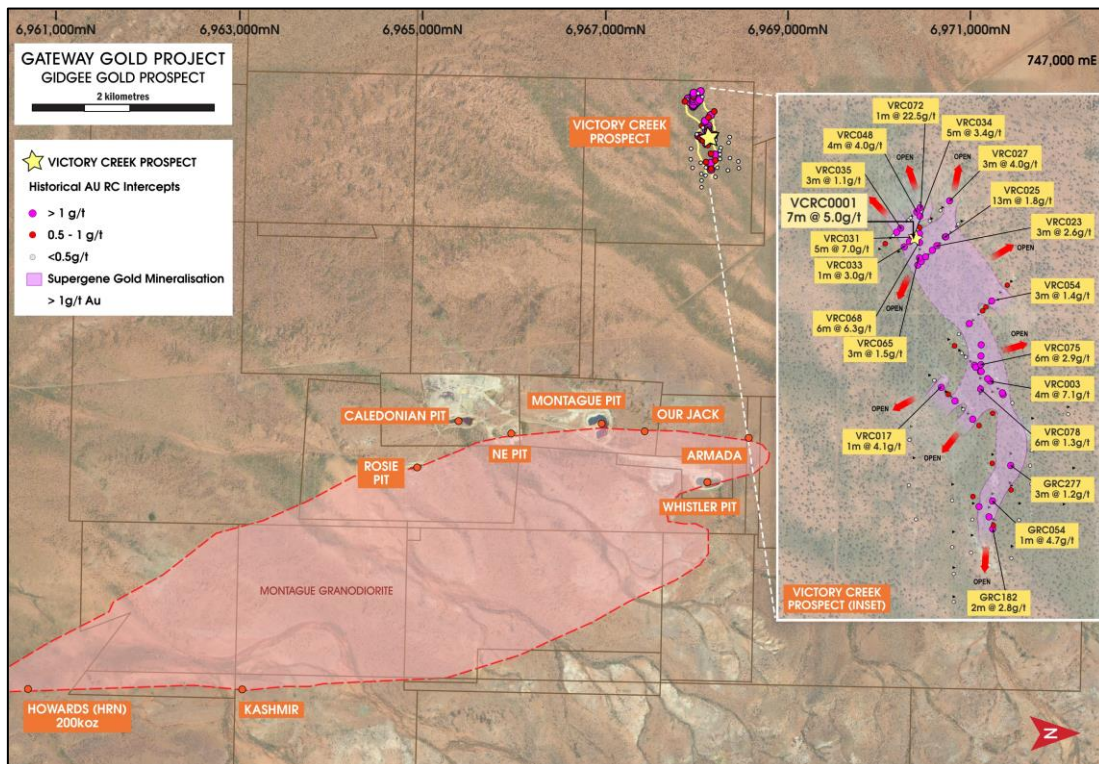 6,961,000mN
6,963,000mN
6,965,000mN
6,967,000mN
6,969,000mN
6,971,000mN
747,000 mE
GATEWAY GOLD PROJECT
GIDGEE GOLD PROSPECT
2 kilometres
VICTORY CREEK PROSPECT
Historical AU RC Intercepts
> 1 g/t
0.5 - 1 g/t
<0.5g/t
Supergene Gold Mineralisation
> 1g/t Au
VICTORY CREEK
PROSPECT
CALEDONIAN PIT
MONTAGUE PIT
OUR JACK
ROSIE
PIT
NE PIT
ARMADA
WHISTLER PIT
MONTAGUE GRANODIORITE
HOWARDS (HRN)
200koz
KASHMIR
VRC072
1m @ 22.5g/t
VRC034
5m @ 3.4g/t
VRC048
4m @ 4.0g/t
VRC027
3m @ 4.0g/t
OPEN
OPEN
VRC035
3m @ 1.1g/t
VRC025
13m @ 1.8g/t
VCRC0001
7m @ 5.0g/t
VRC023
3m @ 2.6g/t
VRC031
5m @ 7.0g/t
OPEN
VRC033
1m @ 3.0g/t
VRC054
3m @ 1.4g/t
OPEN
VRC068
6m @ 6.3g/t
OPEN
VRC065
3m @ 1.5g/t
VRC075
6m @ 2.9g/t
VRC003
4m @ 7.1g/t
OPEN
VRC017
1m @ 4.1g/t
VRC078
6m @ 1.3g/t
OPEN
GRC277
3m @ 1.2g/t
GRC054
1m @ 4.7g/t
OPEN
VICTORY CREEK
PROSPECT (INSET)
GRC182
2m @ 2.8g/t
N